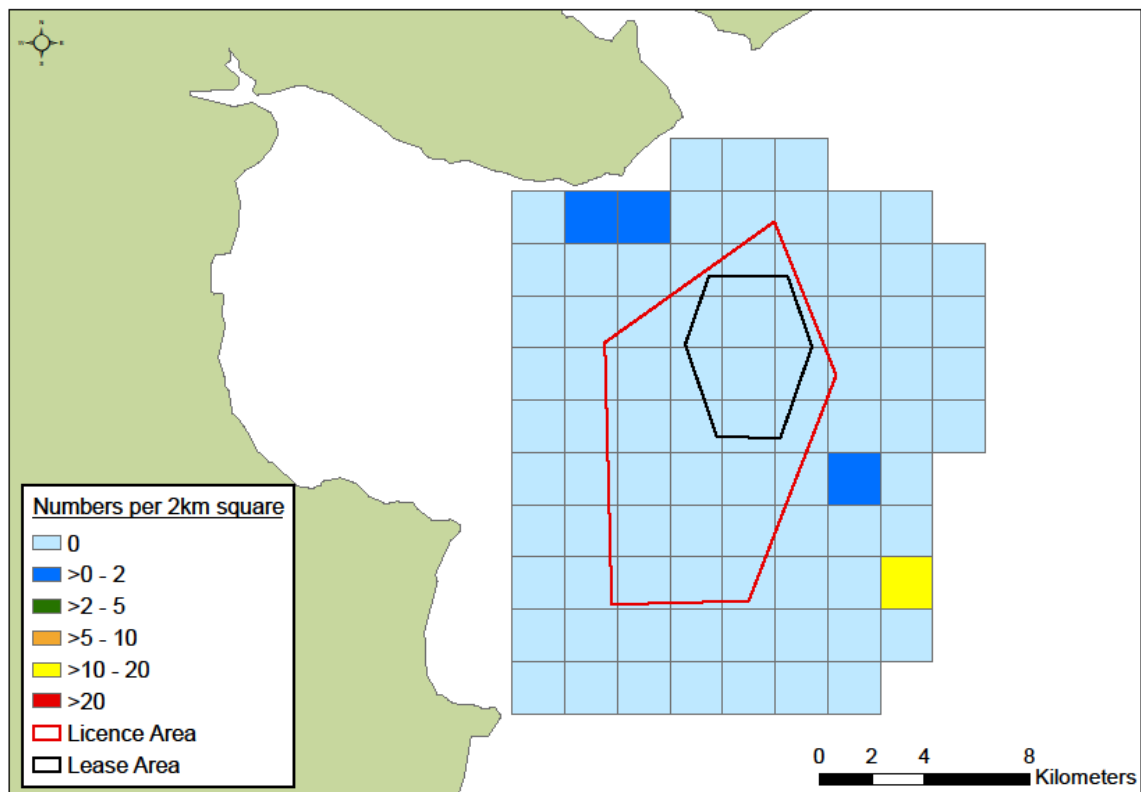 N
S
Numbers per 2km square
0
>0 - 2
>2 - 5
>5 - 10
>10 - 20
>20
Licence Area
Lease Area
0 2 4 8
Kilometers